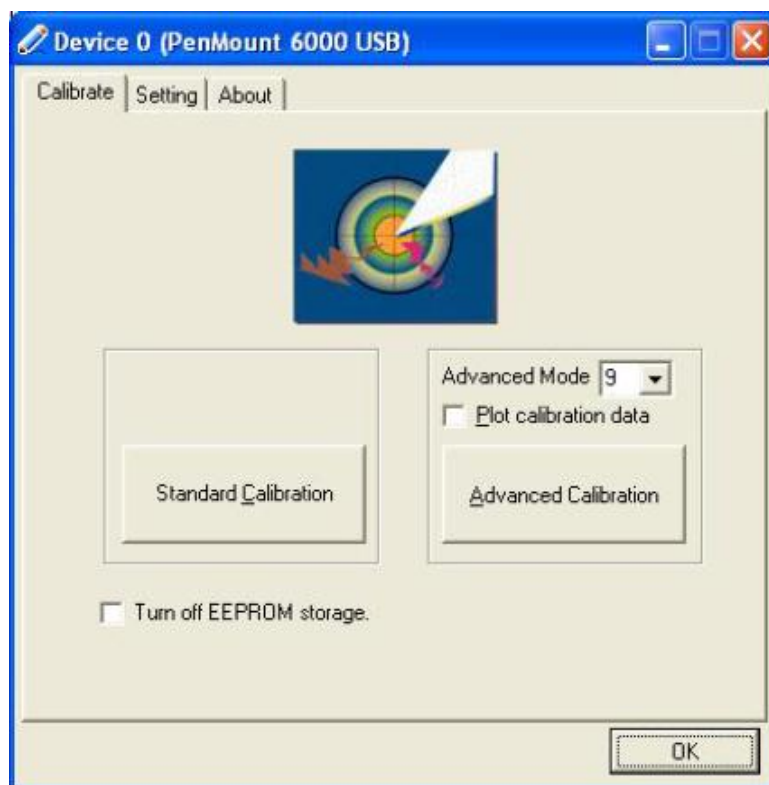 Device 0 (PenMount 6000 USB)
Calibrate Setting About
Advanced Mode 9
Plot calibration data
Standard Calibration
Advanced Calibration
Turn off EEPROM storage.
OK